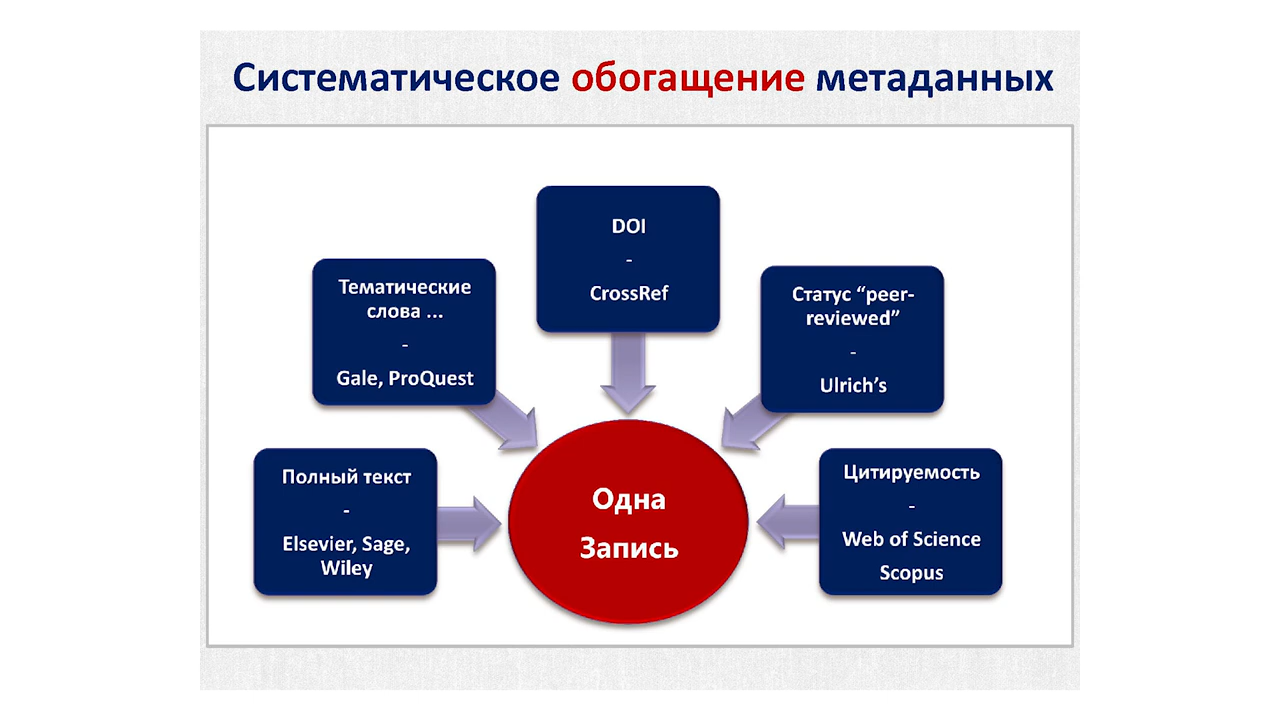 Систематическое обогащение метаданных
DOI
-
CrossRef
Тематические
слова ...
-
Gale, ProQuest
Статус “peer-
reviewed”
-
Ulrich’s
Полный текст
-
Elsevier, Sage,
Wiley
Одна
Запись
Цитируемость
-
Web of Science
Scopus